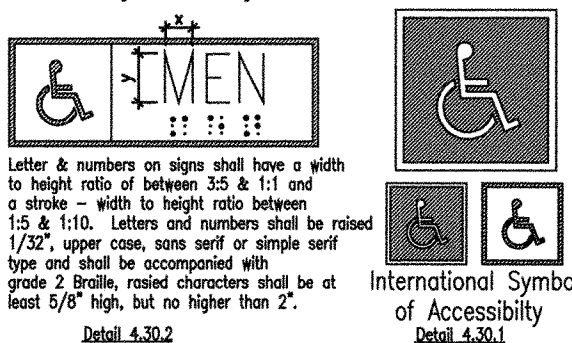 x
y
MEN
Letter & numbers on signs shall have a width
to height ratio of between 3:5 & 1:1 and
a stroke – width to height ratio between
1:5 & 1:10. Letters and numbers shall be raised
1/32", upper case, sans serif or simple serif
type and shall be accompanied with
grade 2 Braille, rasied characters shall be at
least 5/8" high, but no higher than 2".
Detail 4.30.2
International Symbo
of Accessibilty
Detail 4.30.1